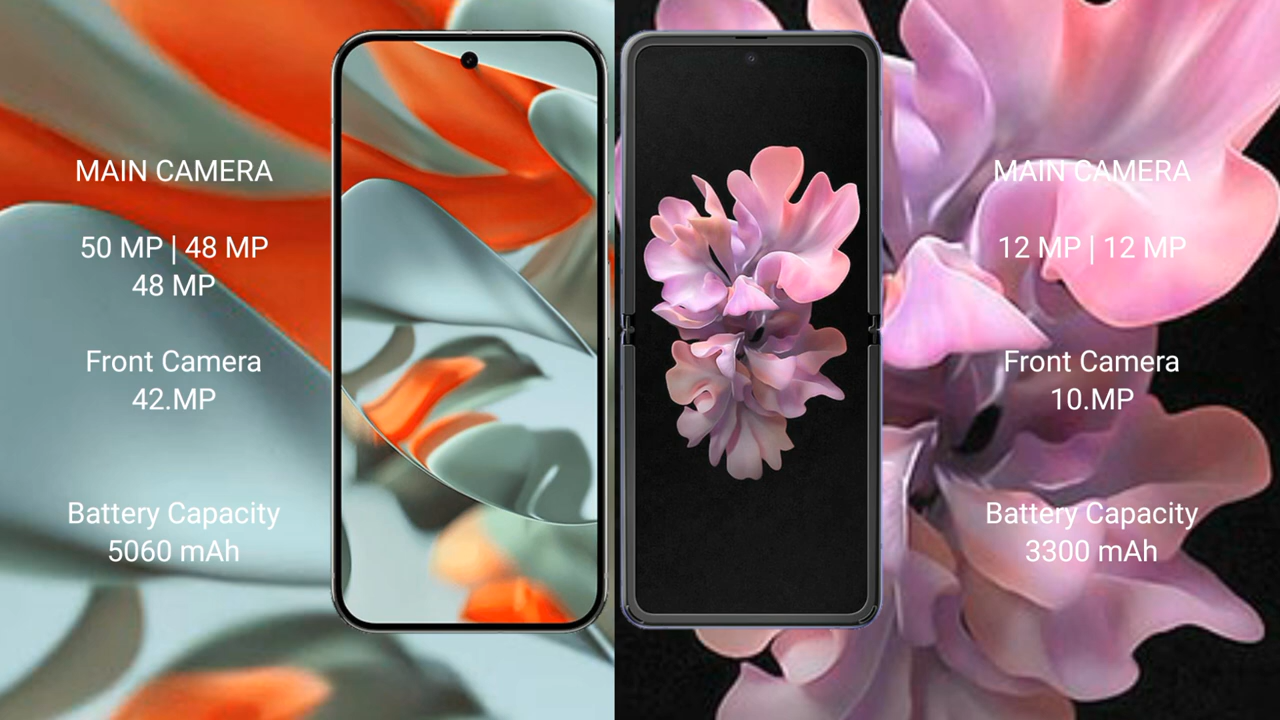 MAIN CAMERA
50 MP | 48 MP
48 MP
Front Camera
42.MP
Battery Capacity
5060 mAh
MAIN CAMERA
12 MP | 12 MP
Front Camera
10.MP
Battery Capacity
3300 mAh